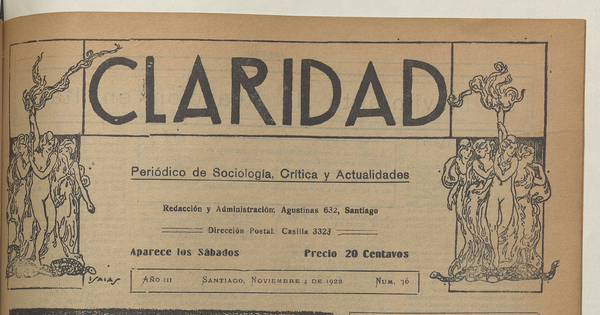 CLARIDAD
Periódico de Sociología, Crítica y Actualidades
Redacción y Administración: Agustinas 632, Santiago
Dirección Postal: Casilla 3323
Aparece los Sábados Precio 20 Centavos
AÑO III SANTIAGO, NOVIEMBRE 4 DE 1922 NUM. 76
ISAIAS